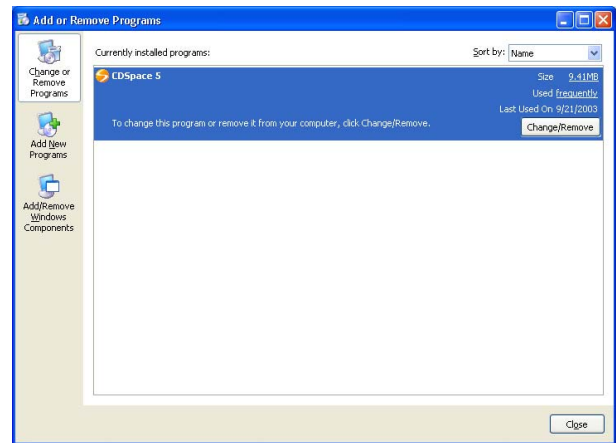 Add or Remove Programs
Change or
Remove
Programs
Add New
Programs
Add/Remove
Windows
Components
Currently installed programs:
Sort by: Name
CDSpace 5
Size 9.41MB
Used frequently
Last Used On 9/21/2003
To change this program or remove it from your computer, click Change/Remove.
Change/Remove
Close